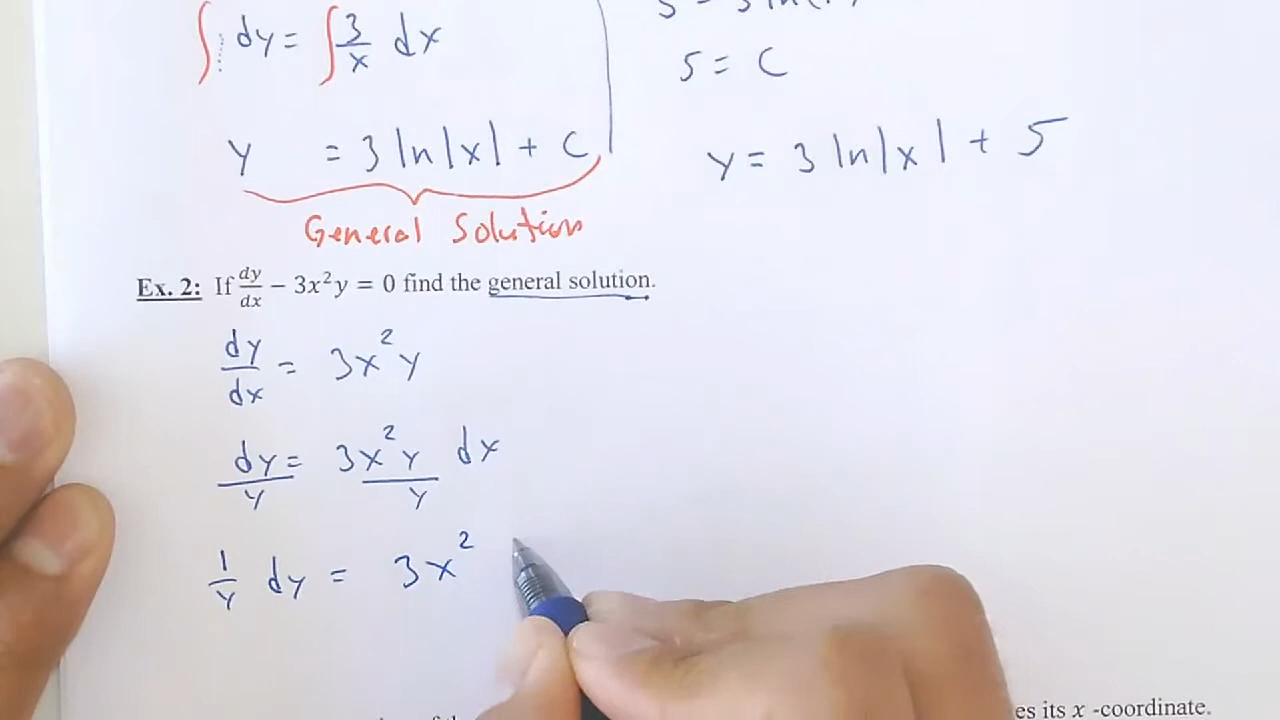 ∫ dy = ∫ 3/x dx
y = 3 ln|x| + C
General Solution
5 = C
y = 3 ln|x| + 5
Ex. 2: If dy/dx − 3x²y = 0 find the general solution.
dy/dx = 3x²y
dy/y = 3x²y/y dx
1/y dy = 3x²
es its x -coordinate.